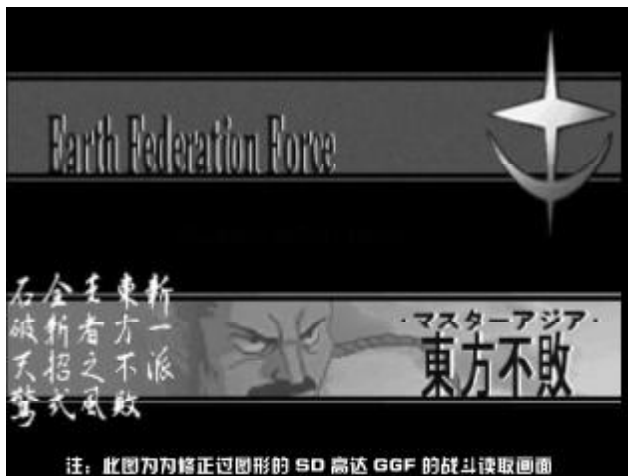 Earth Federation Force
新一派
東方不敗
王者之風
全新招式
石破天驚
·マスターアジア·
東方不敗
注：此图为为修正过图形的 SD 高达 GGF 的战斗读取画面